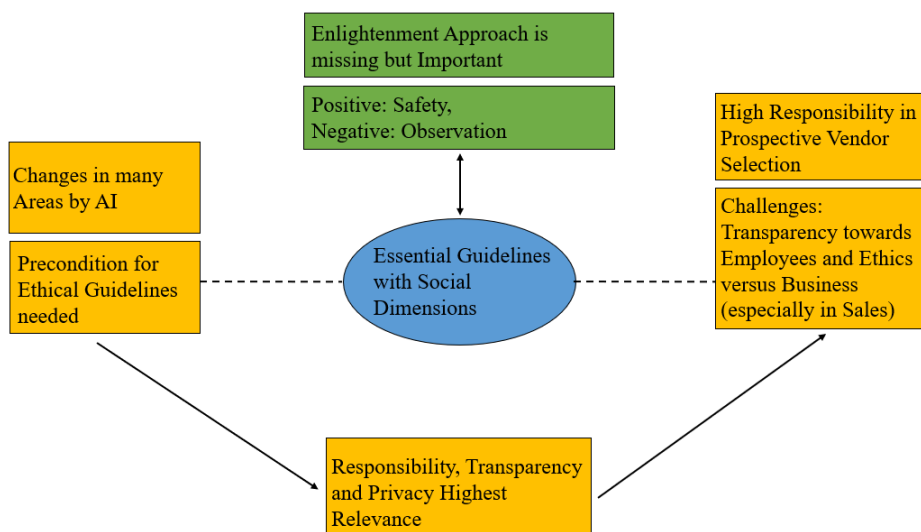 Enlightenment Approach is
missing but Important
Positive: Safety,
Negative: Observation
High Responsibility in
Prospective Vendor
Selection
Changes in many
Areas by AI
Challenges:
Transparency towards
Employees and Ethics
versus Business
(especially in Sales)
Precondition for
Ethical Guidelines
needed
Essential Guidelines
with Social
Dimensions
Responsibility, Transparency
and Privacy Highest
Relevance